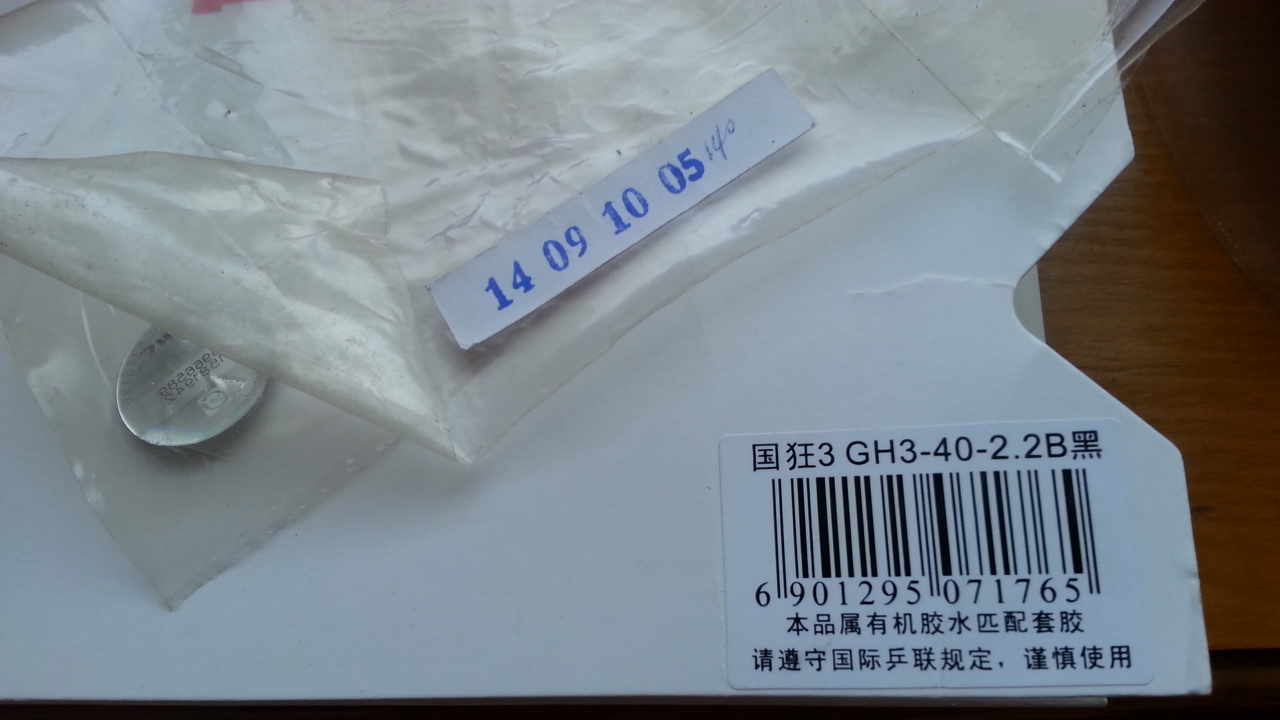 14 09 10 05 140
国狂3 GH3-40-2.2B黑
6 901295 071765
本品属有机胶水匹配套胶
请遵守国际乒联规定，谨慎使用